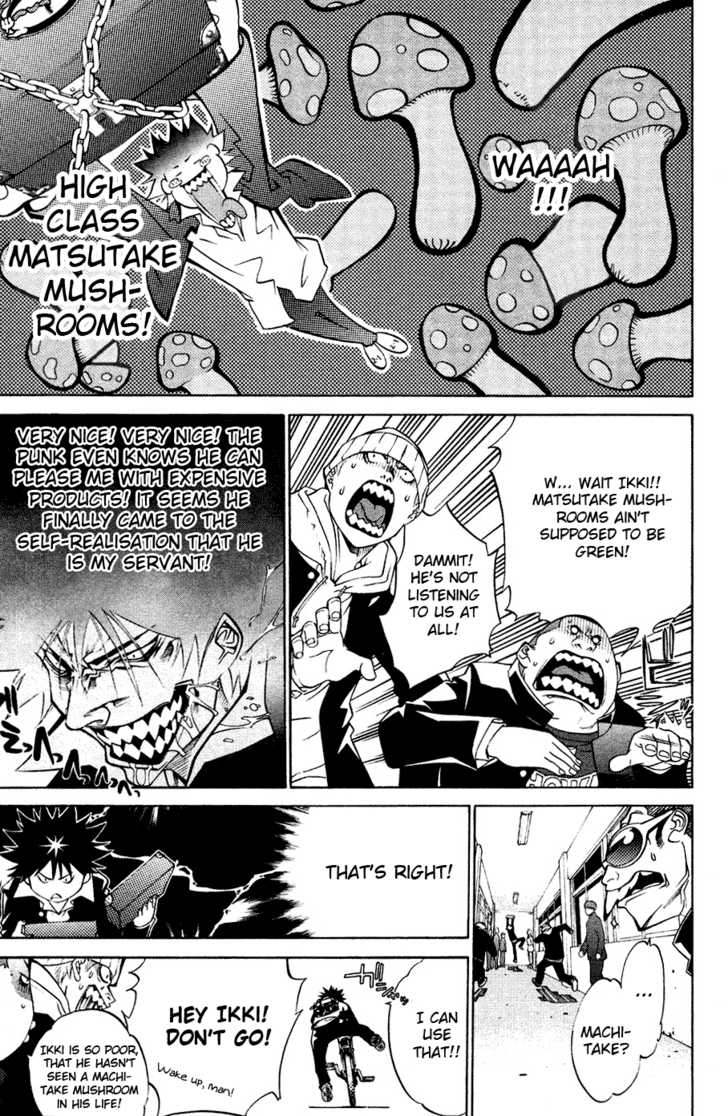 WAAAAH
!!!
HIGH
CLASS
MATSUTAKE
MUSH-
ROOMS!
W... WAIT IKKI!!
MATSUTAKE MUSH-
ROOMS AIN'T
SUPPOSED TO BE
GREEN!
DAMMIT!
HE'S NOT
LISTENING
TO US AT
ALL!
VERY NICE! VERY NICE! THE
PUNK EVEN KNOWS HE CAN
PLEASE ME WITH EXPENSIVE
PRODUCTS! IT SEEMS HE
FINALLY CAME TO THE
SELF-REALISATION THAT HE
IS MY SERVANT!
...
MACHI-
TAKE?
THAT'S RIGHT!
I CAN
USE
THAT!!
HEY IKKI!
DON'T GO!
Wake up, man!
IKKI IS SO POOR,
THAT HE HASN'T
SEEN A MACHI-
TAKE MUSHROOM
IN HIS LIFE!